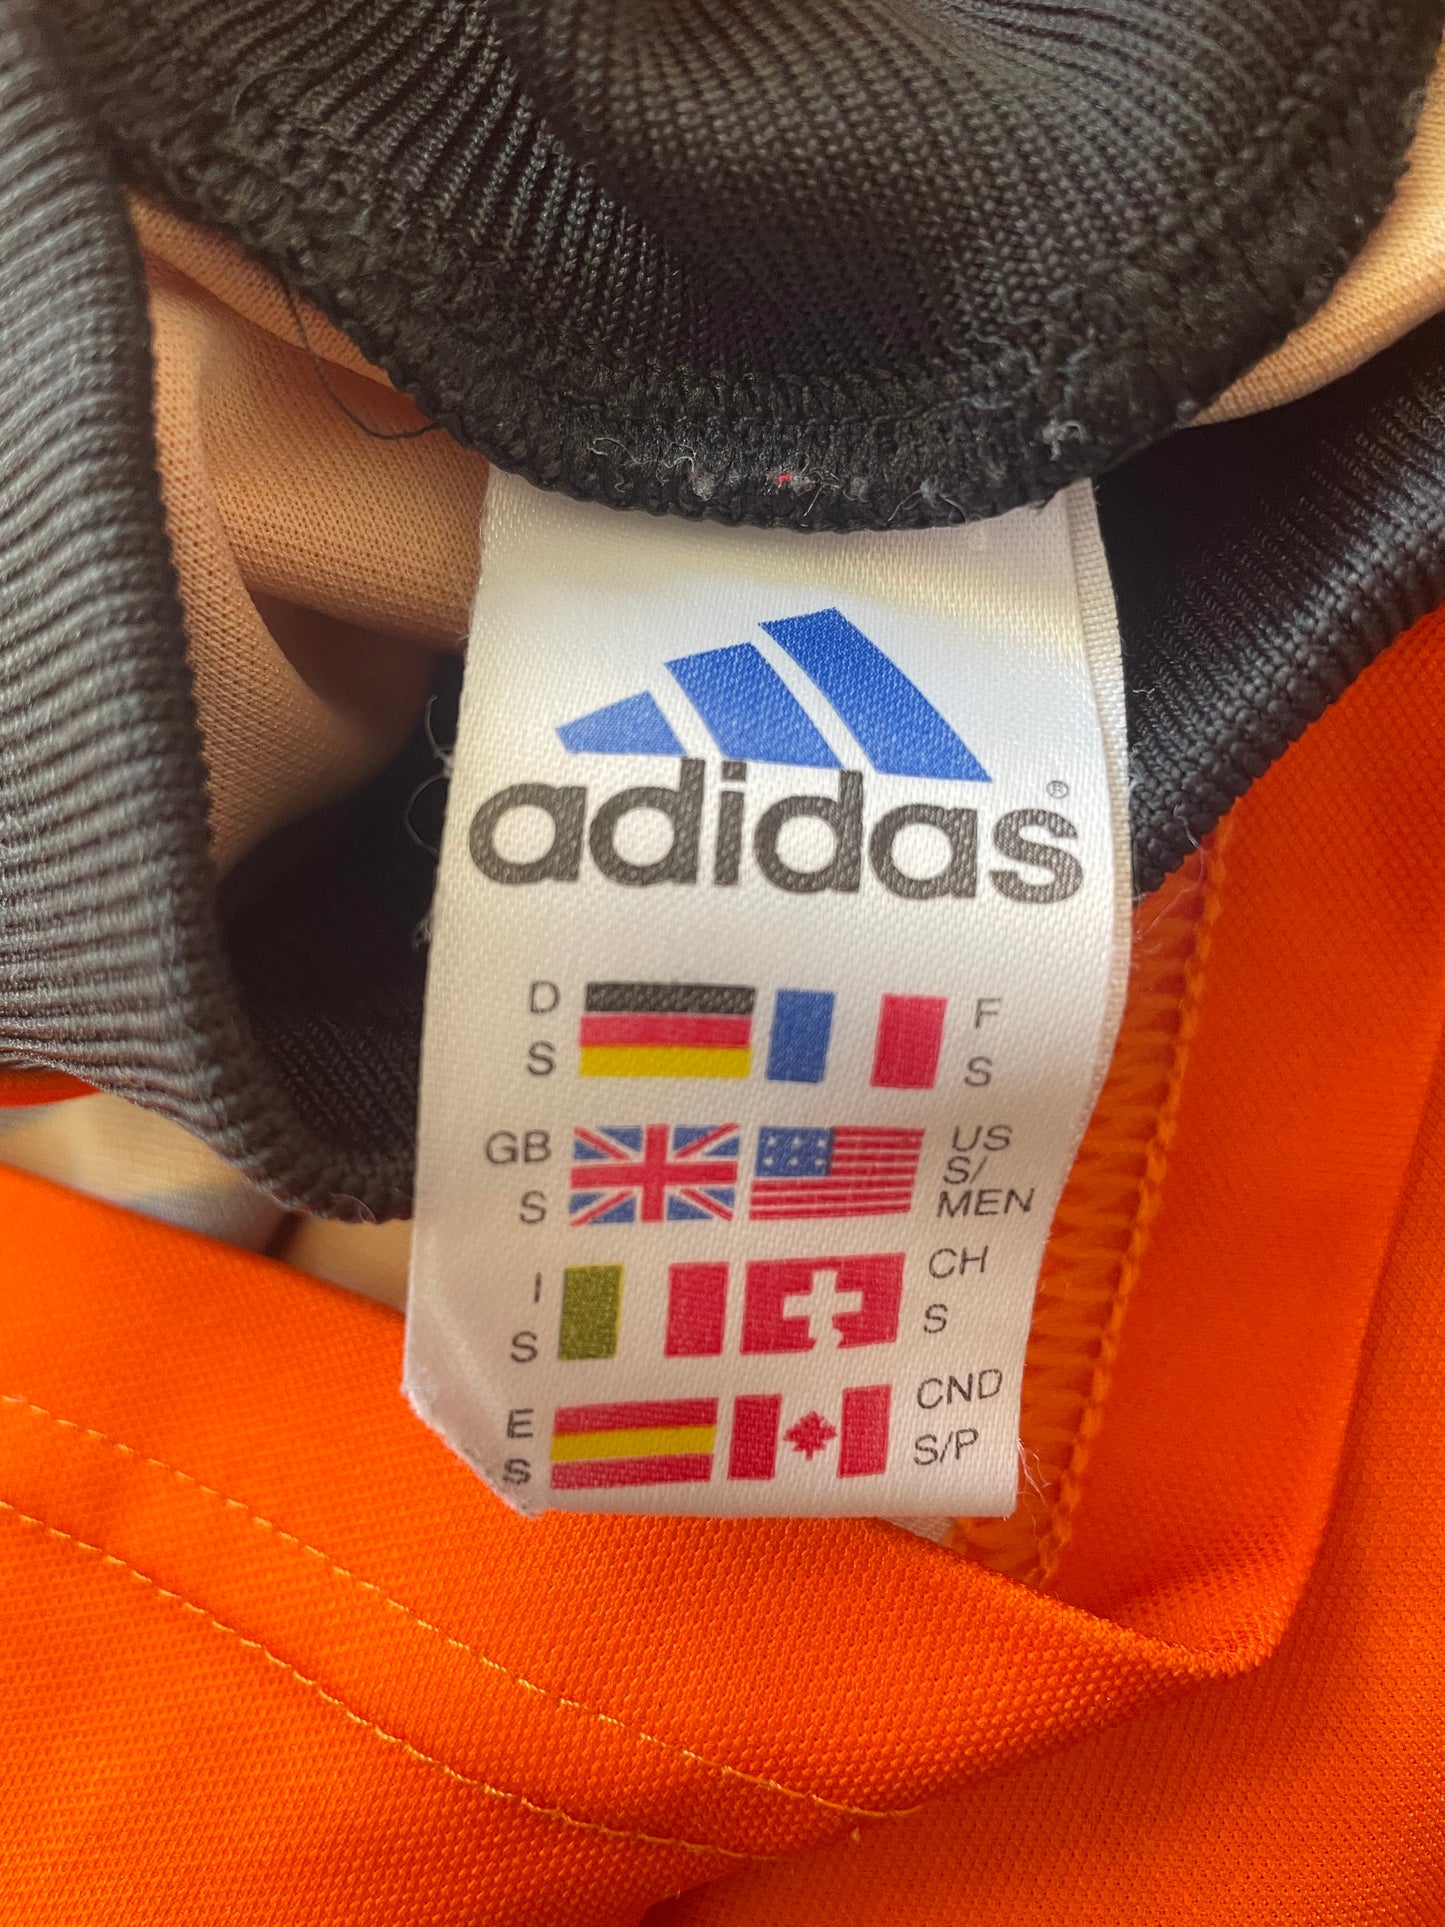 adidas®
D F
S S
GB US
S S/
MEN
I CH
S S
E CND
S S/P